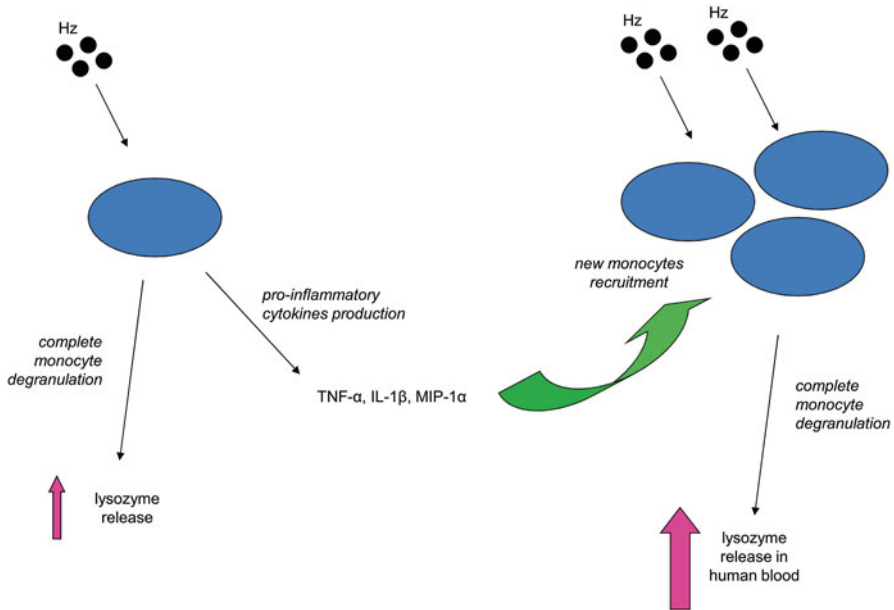 Hz
Hz
Hz
pro-inflammatory
cytokines production
complete
monocyte
degranulation
TNF-α, IL-1β, MIP-1α
lysozyme
release
new monocytes
recruitment
complete
monocyte
degranulation
lysozyme
release in
human blood